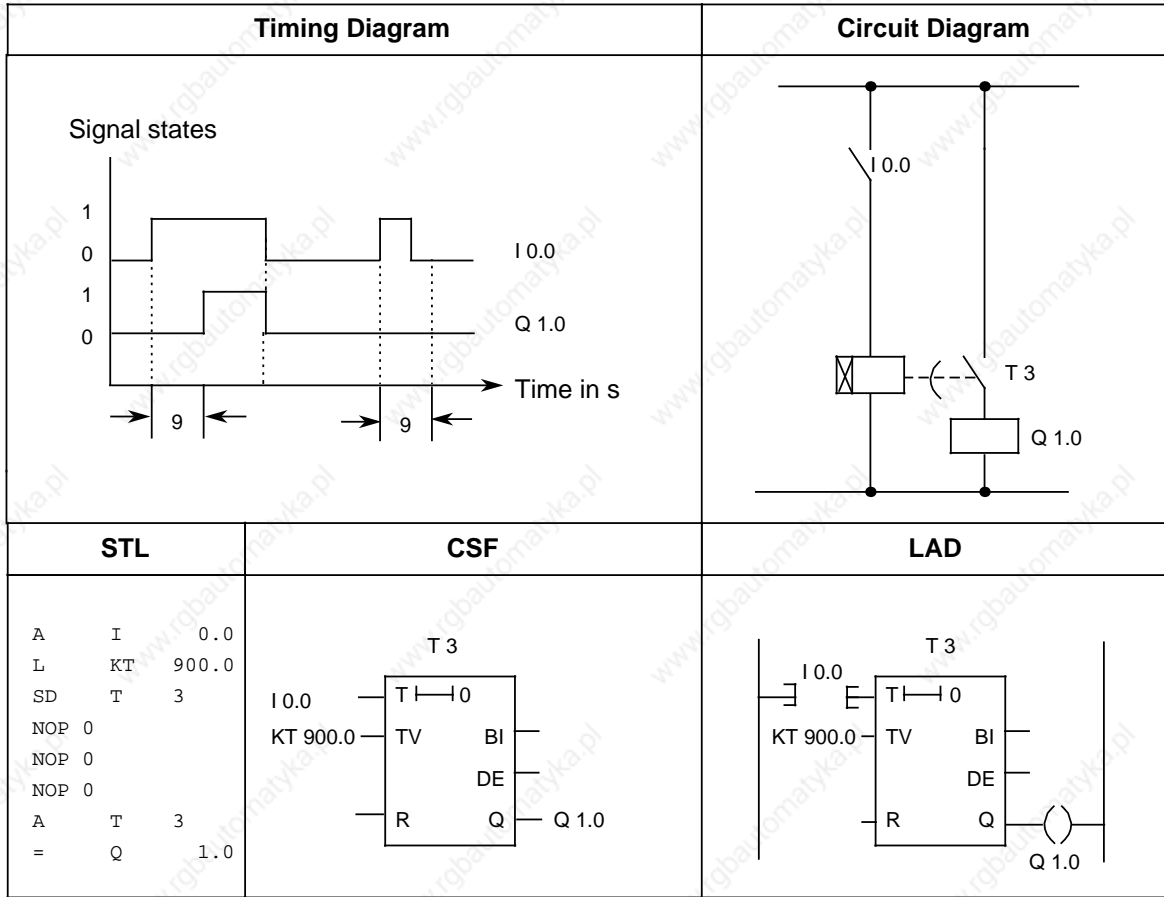 Timing Diagram
Circuit Diagram
Signal states
1
0
I 0.0
1
0
Q 1.0
Time in s
9
9
I 0.0
T 3
Q 1.0
STL
CSF
LAD
A I 0.0
L KT 900.0
SD T 3
NOP 0
NOP 0
NOP 0
A T 3
= Q 1.0
T 3
I 0.0
T 0
KT 900.0
TV
BI
DE
R
Q
Q 1.0
T 3
I 0.0
T 0
KT 900.0
TV
BI
DE
R
Q
Q 1.0
www.rgbautomatyka.pl